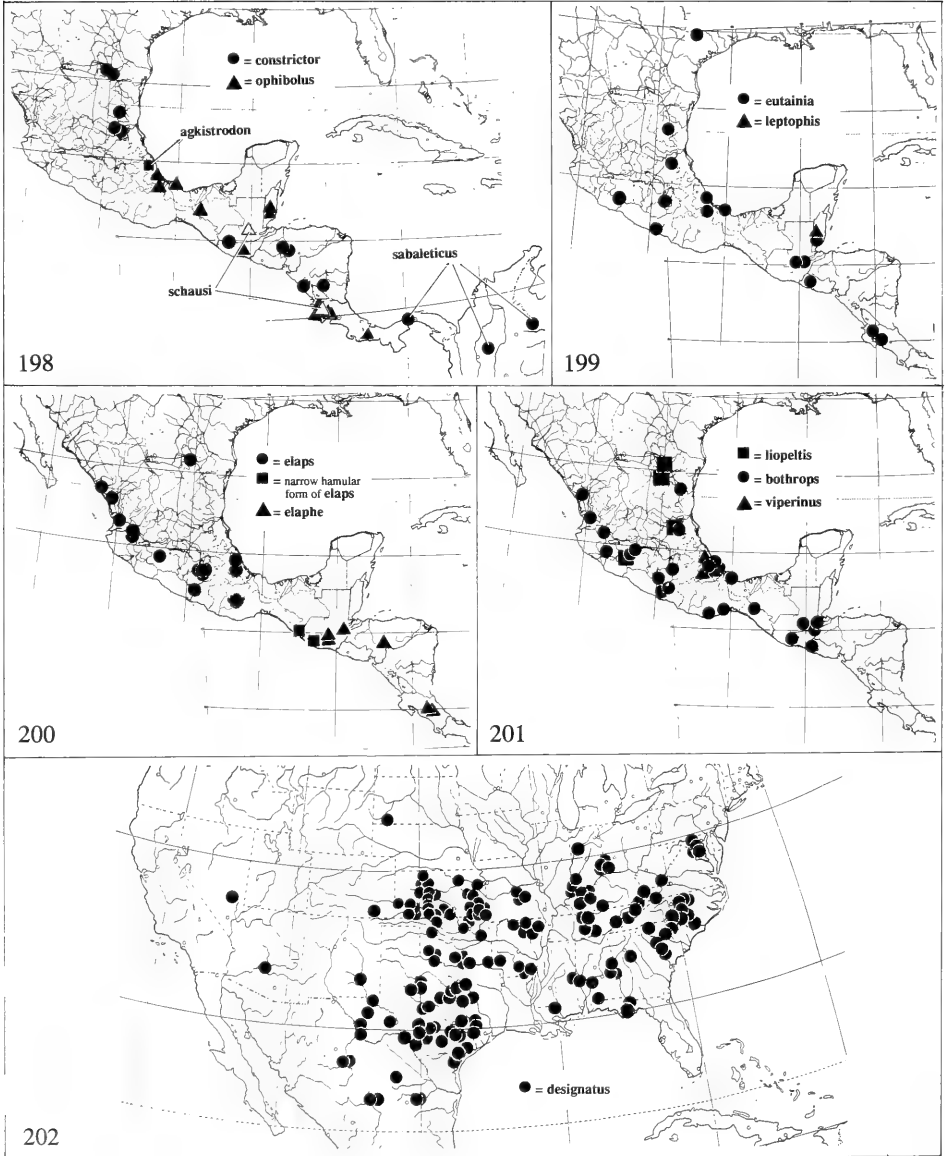 ● = constrictor
▲ = ophibolus
agkistrodon
sabaleticus
schausi
198
● = eutainia
▲ = leptophis
199
● = elaps
■ = narrow hamular
form of elaps
▲ = elaphe
200
■ = liopeltis
● = bothrops
▲ = viperinus
201
● = designatus
202